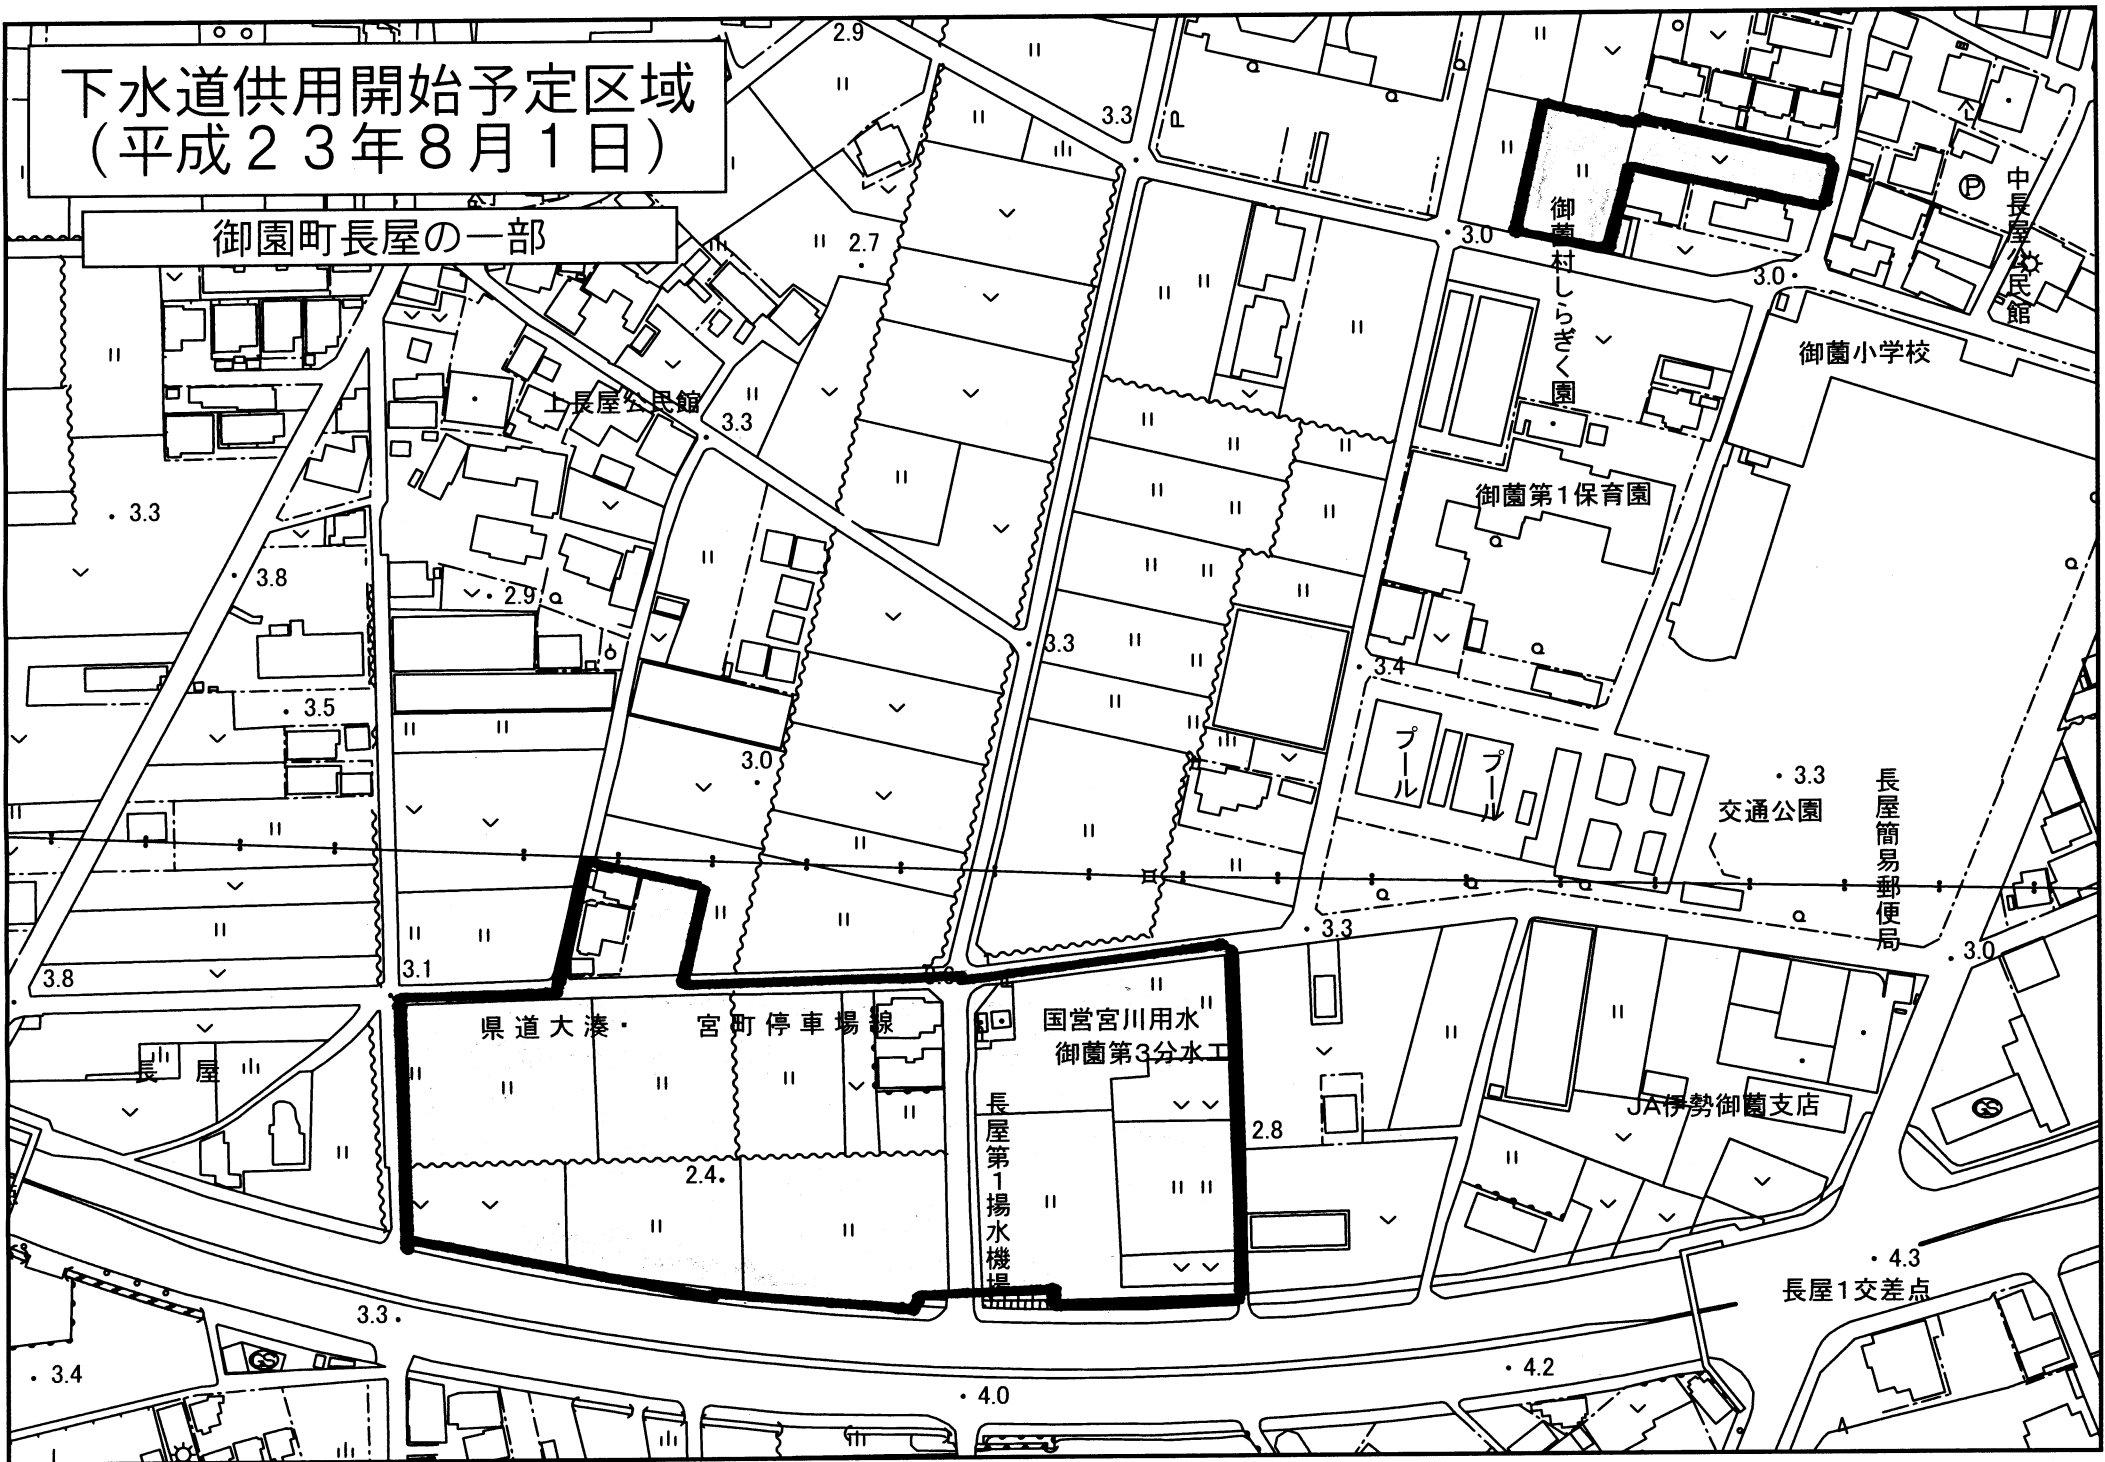 下水道供用開始予定区域
（平成２３年８月１日）
御薗町長屋の一部
2.9
3.3
P
2.7
3.0
3.0
御薗村しらぎく園
中長屋公民館
御薗小学校
上長屋公民館
3.3
3.3
3.8
2.9
御薗第1保育園
3.3
3.4
3.5
3.0
プール
プール
3.3
交通公園
長屋簡易郵便局
3.8
3.1
3.3
3.0
県道大湊・宮町停車場線
国営宮川用水
御薗第3分水工
長屋
長屋第1揚水機場
2.8
JA伊勢御薗支店
GS
2.4
4.3
長屋1交差点
3.3
3.4
GS
4.0
4.2